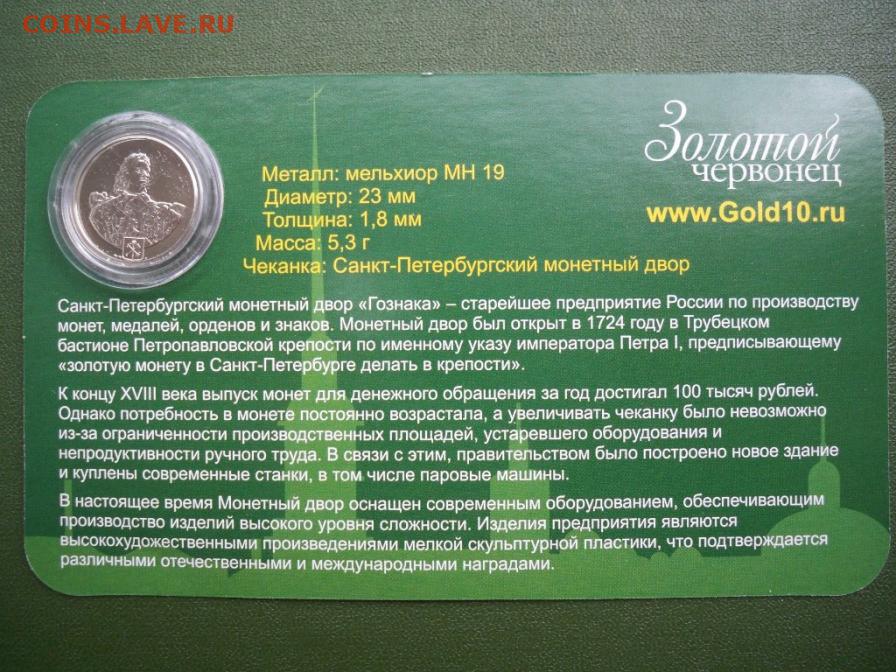 COINS.LAVE.RU
Золотой
червонец
www.Gold10.ru
Металл: мельхиор МН 19
Диаметр: 23 мм
Толщина: 1,8 мм
Масса: 5,3 г
Чеканка: Санкт-Петербургский монетный двор
Санкт-Петербургский монетный двор «Гознака» – старейшее предприятие России по производству
монет, медалей, орденов и знаков. Монетный двор был открыт в 1724 году в Трубецком
бастионе Петропавловской крепости по именному указу императора Петра I, предписывающему
«золотую монету в Санкт-Петербурге делать в крепости».
К концу XVIII века выпуск монет для денежного обращения за год достигал 100 тысяч рублей.
Однако потребность в монете постоянно возрастала, а увеличивать чеканку было невозможно
из-за ограниченности производственных площадей, устаревшего оборудования и
непродуктивности ручного труда. В связи с этим, правительством было построено новое здание
и куплены современные станки, в том числе паровые машины.
В настоящее время Монетный двор оснащен современным оборудованием, обеспечивающим
производство изделий высокого уровня сложности. Изделия предприятия являются
высокохудожественными произведениями мелкой скульптурной пластики, что подтверждается
различными отечественными и международными наградами.